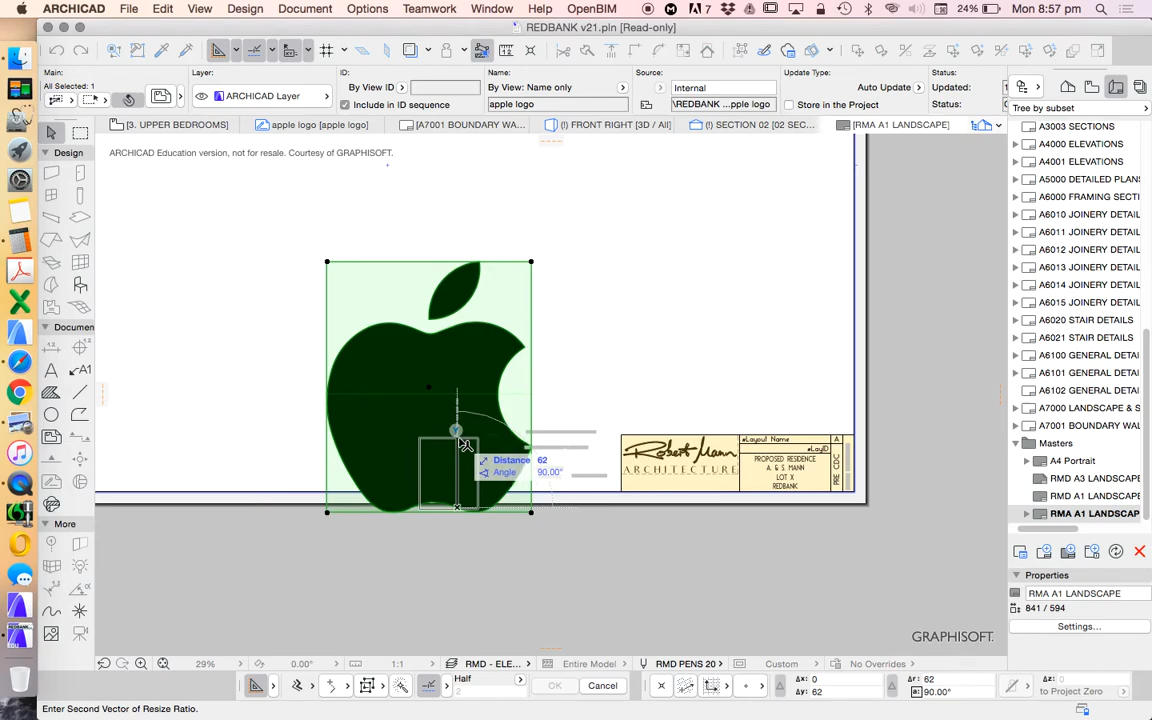 ARCHICAD File Edit View Design Document Options Teamwork Window Help OpenBIM 7 24% Mon 8:57 pm
REDBANK v21.pln [Read-only]
Main:
All Selected: 1
Layer:
ARCHICAD Layer
ID:
By View ID
Include in ID sequence
Name:
By View: Name only
apple logo
Source:
Internal
\REDBANK ...pple logo
Update Type:
Auto Update
Store in the Project
Status:
Updated:
Status:
Tree by subset
[3. UPPER BEDROOMS]
apple logo [apple logo]
[A7001 BOUNDARY WA...
(!) FRONT RIGHT [3D / All]
(!) SECTION 02 [02 SEC...
[RMA A1 LANDSCAPE]
Design
Documen
More
ARCHICAD Education version, not for resale. Courtesy of GRAPHISOFT.
Distance 62
Angle 90.00°
Robert Mann
ARCHITECTURE
#Layout Name
#LayID
A
PROPOSED RESIDENCE
A. & S. MANN
LOT X
REDBANK
PRE CDC
GRAPHISOFT.
A3003 SECTIONS
A4000 ELEVATIONS
A4001 ELEVATIONS
A5000 DETAILED PLANS
A6000 FRAMING SECTI
A6010 JOINERY DETAIL
A6011 JOINERY DETAIL
A6012 JOINERY DETAIL
A6013 JOINERY DETAIL
A6014 JOINERY DETAIL
A6015 JOINERY DETAIL
A6020 STAIR DETAILS
A6021 STAIR DETAILS
A6100 GENERAL DETAI
A6101 GENERAL DETAI
A6102 GENERAL DETAI
A7000 LANDSCAPE & S
A7001 BOUNDARY WAL
Masters
A4 Portrait
RMD A3 LANDSCAPE
RMD A1 LANDSCAPE
RMA A1 LANDSCAP
Properties
RMA A1 LANDSCAPE
841 / 594
Settings...
29% 0.00° 1:1 RMD - ELE... Entire Model RMD PENS 20 Custom No Overrides
Half
2
OK
Cancel
Δx: 0
Δy: 62
Δr: 62
a: 90.00°
Δz: 0
to Project Zero
Enter Second Vector of Resize Ratio.